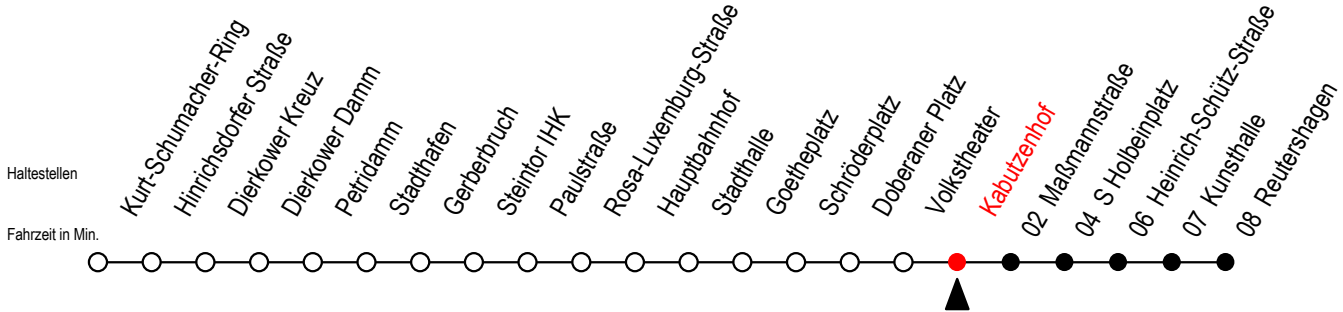 Haltestellen
Kurt-Schumacher-Ring
Hinrichsdorfer Straße
Dierkower Kreuz
Dierkower Damm
Petridamm
Stadthafen
Gerberbruch
Steintor IHK
Paulstraße
Rosa-Luxemburg-Straße
Hauptbahnhof
Stadthalle
Goetheplatz
Schröderplatz
Doberaner Platz
Volkstheater
Kabutzenhof
02 Maßmannstraße
04 S Holbeinplatz
06 Heinrich-Schütz-Straße
07 Kunsthalle
08 Reutershagen
Fahrzeit in Min.